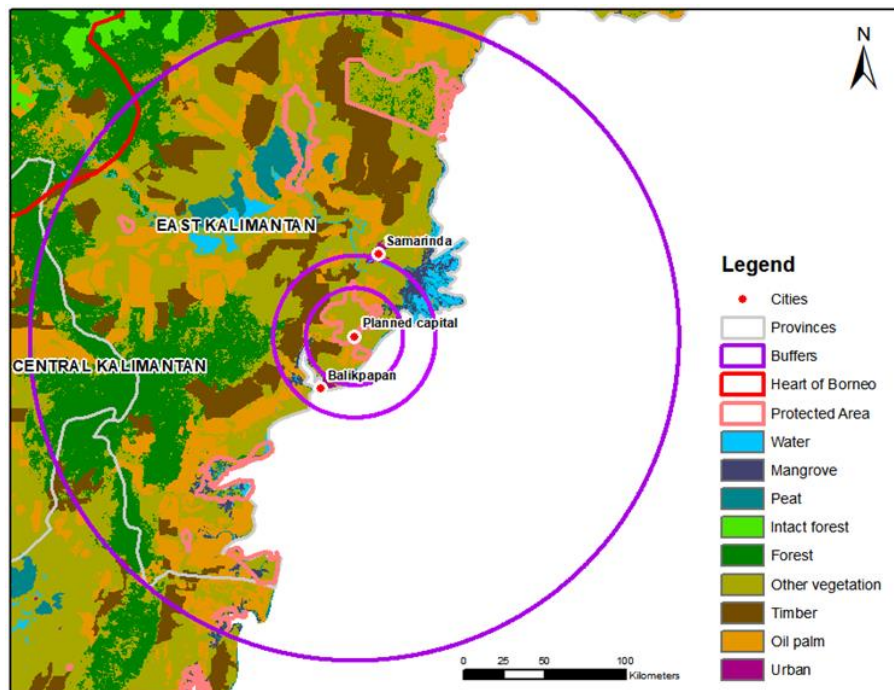 N
EAST KALIMANTAN
Samarinda
Planned capital
CENTRAL KALIMANTAN
Balikpapan
Legend
Cities
Provinces
Buffers
Heart of Borneo
Protected Area
Water
Mangrove
Peat
Intact forest
Forest
Other vegetation
Timber
Oil palm
Urban
0 25 50 100
Kilometers